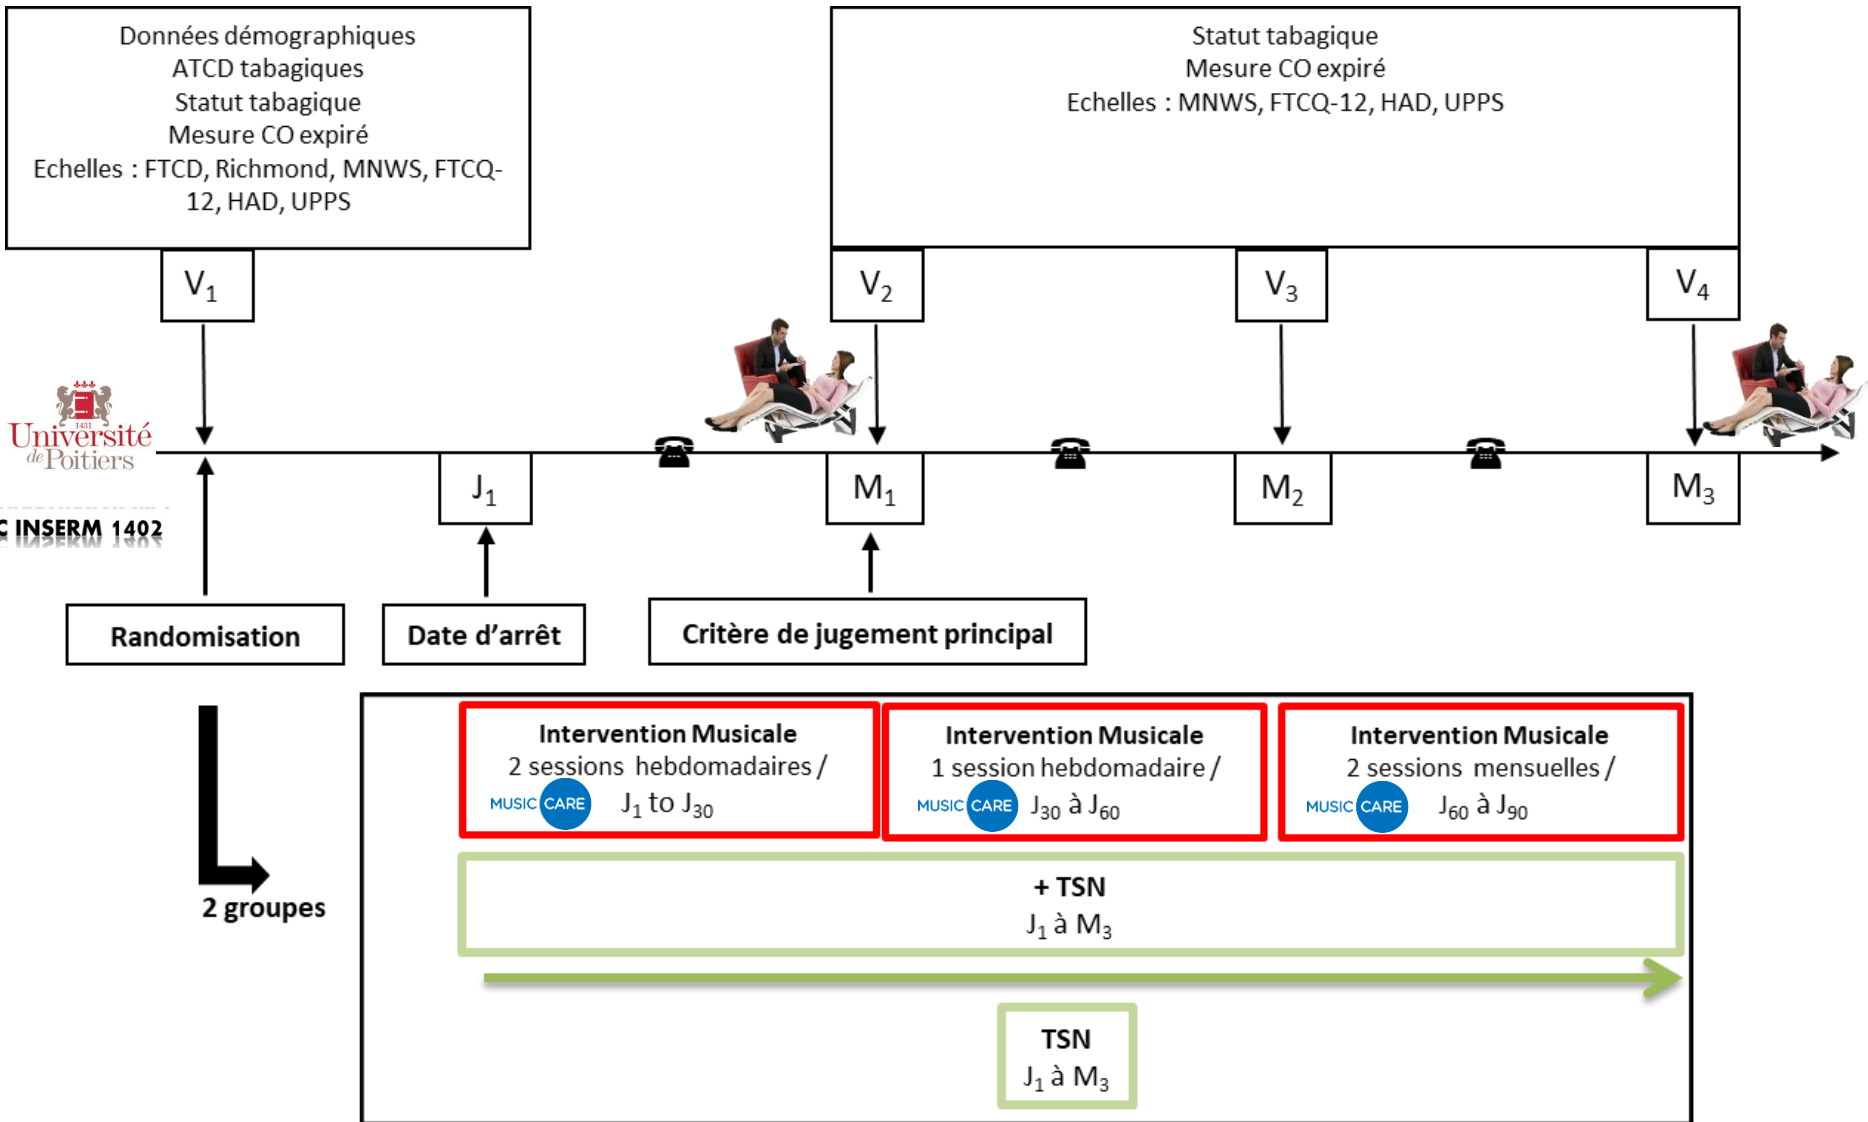 Données démographiques
ATCD tabagiques
Statut tabagique
Mesure CO expiré
Echelles : FTCD, Richmond, MNWS, FTCQ-
12, HAD, UPPS
Statut tabagique
Mesure CO expiré
Echelles : MNWS, FTCQ-12, HAD, UPPS
V1
V2
V3
V4
1431
Université
de Poitiers
C INSERM 1402
J1
M1
M2
M3
Randomisation
Date d’arrêt
Critère de jugement principal
Intervention Musicale
2 sessions hebdomadaires /
MUSIC CARE J1 to J30
Intervention Musicale
1 session hebdomadaire /
MUSIC CARE J30 à J60
Intervention Musicale
2 sessions mensuelles /
MUSIC CARE J60 à J90
2 groupes
+ TSN
J1 à M3
TSN
J1 à M3